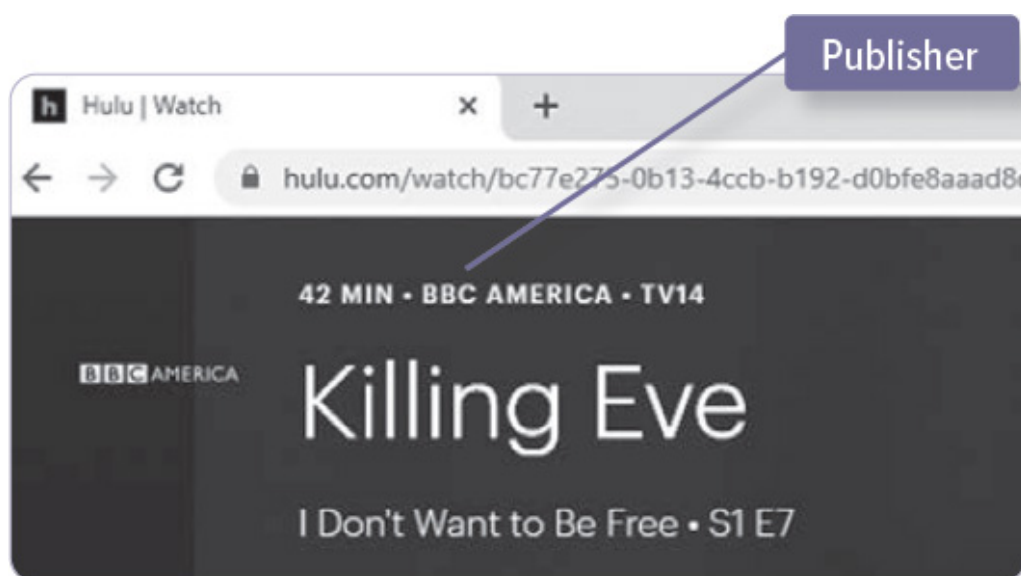 Publisher
Hulu | Watch
hulu.com/watch/bc77e275-0b13-4ccb-b192-d0bfe8aaad8
42 MIN • BBC AMERICA • TV14
BBC AMERICA
Killing Eve
I Don't Want to Be Free • S1 E7